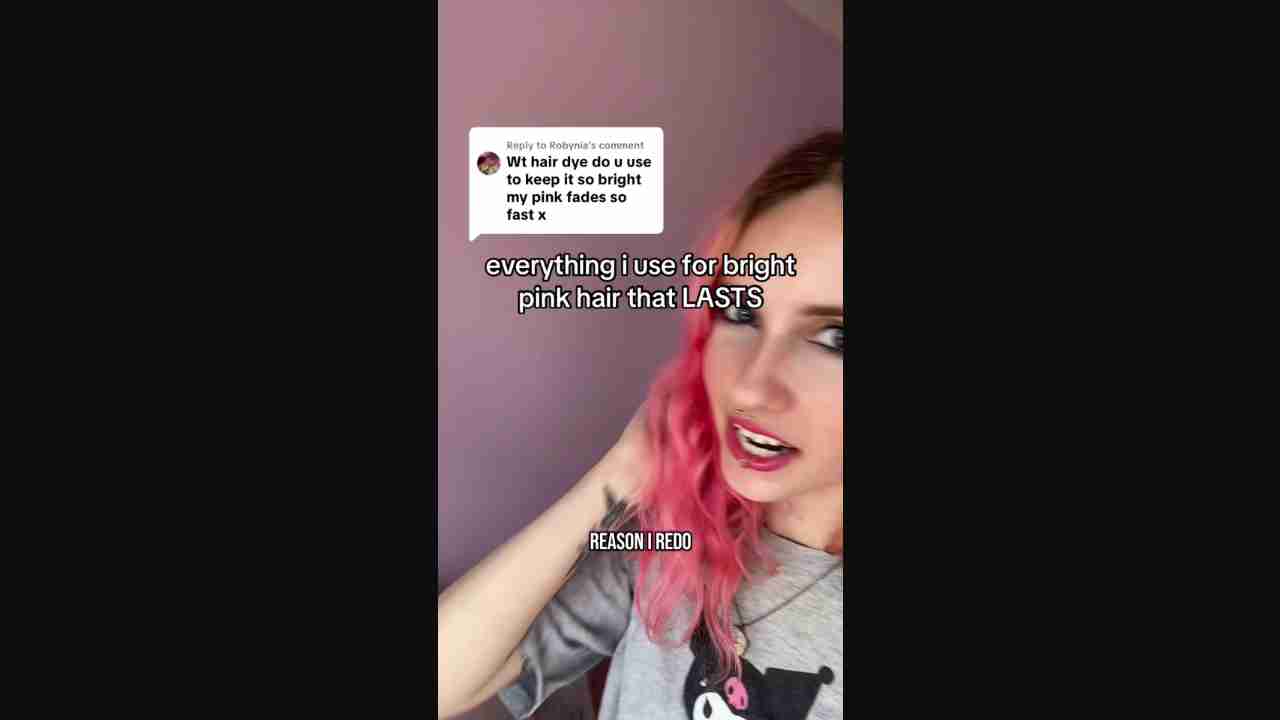 Reply to Robynia's comment
Wt hair dye do u use
to keep it so bright
my pink fades so
fast x
everything i use for bright
pink hair that LASTS
REASON I REDO